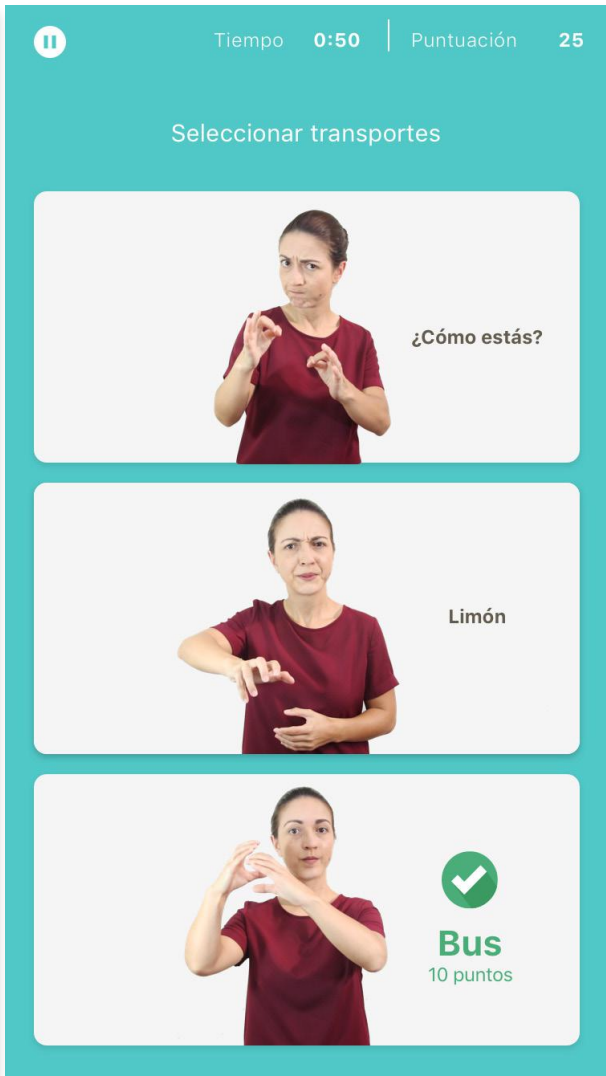 Tiempo 0:50 Puntuación 25
Seleccionar transportes
¿Cómo estás?
Limón
Bus
10 puntos